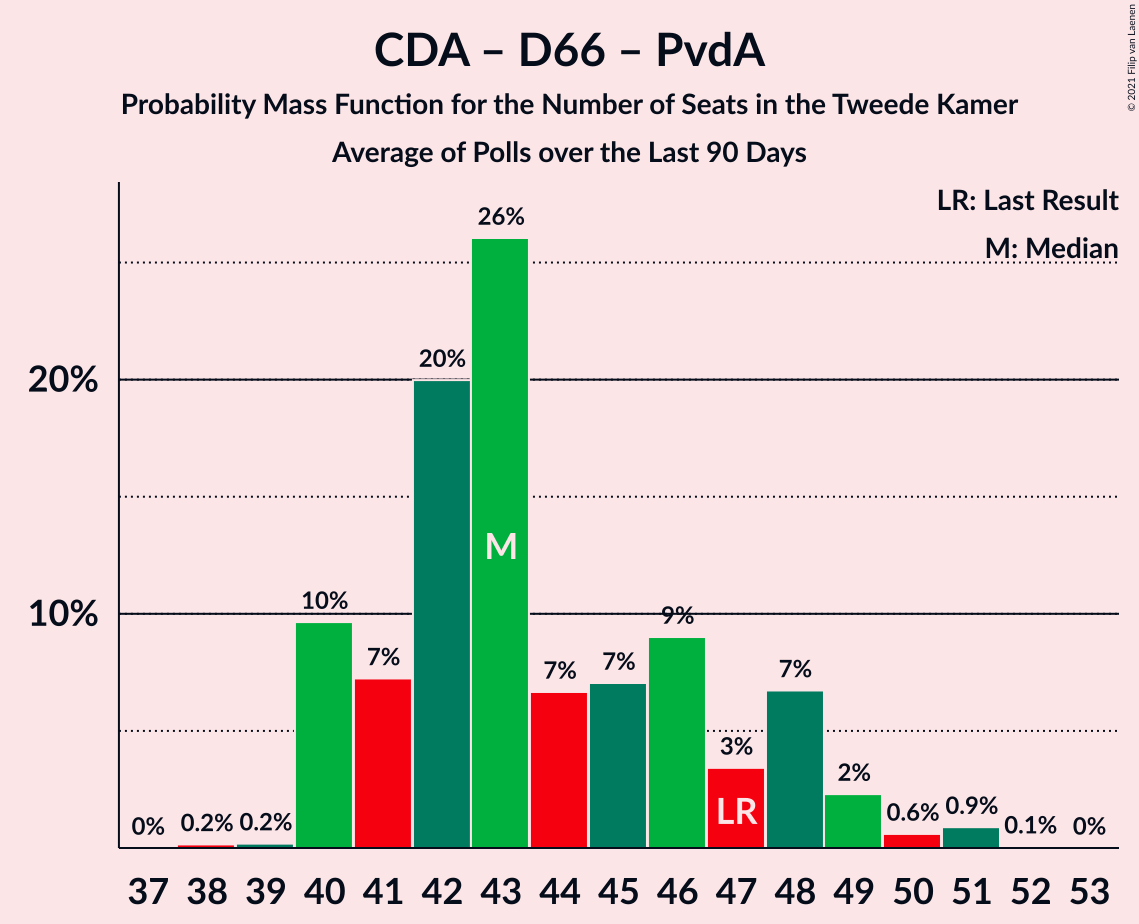 CDA – D66 – PvdA
Probability Mass Function for the Number of Seats in the Tweede Kamer
Average of Polls over the Last 90 Days
© 2021 Filip van Laenen
LR: Last Result
M: Median
26%
20%
20%
M
10%
10%
9%
7%
7%
7%
7%
3%
2%
LR
0%
0.2%
0.2%
0.6%
0.9%
0.1%
0%
37 38 39 40 41 42 43 44 45 46 47 48 49 50 51 52 53